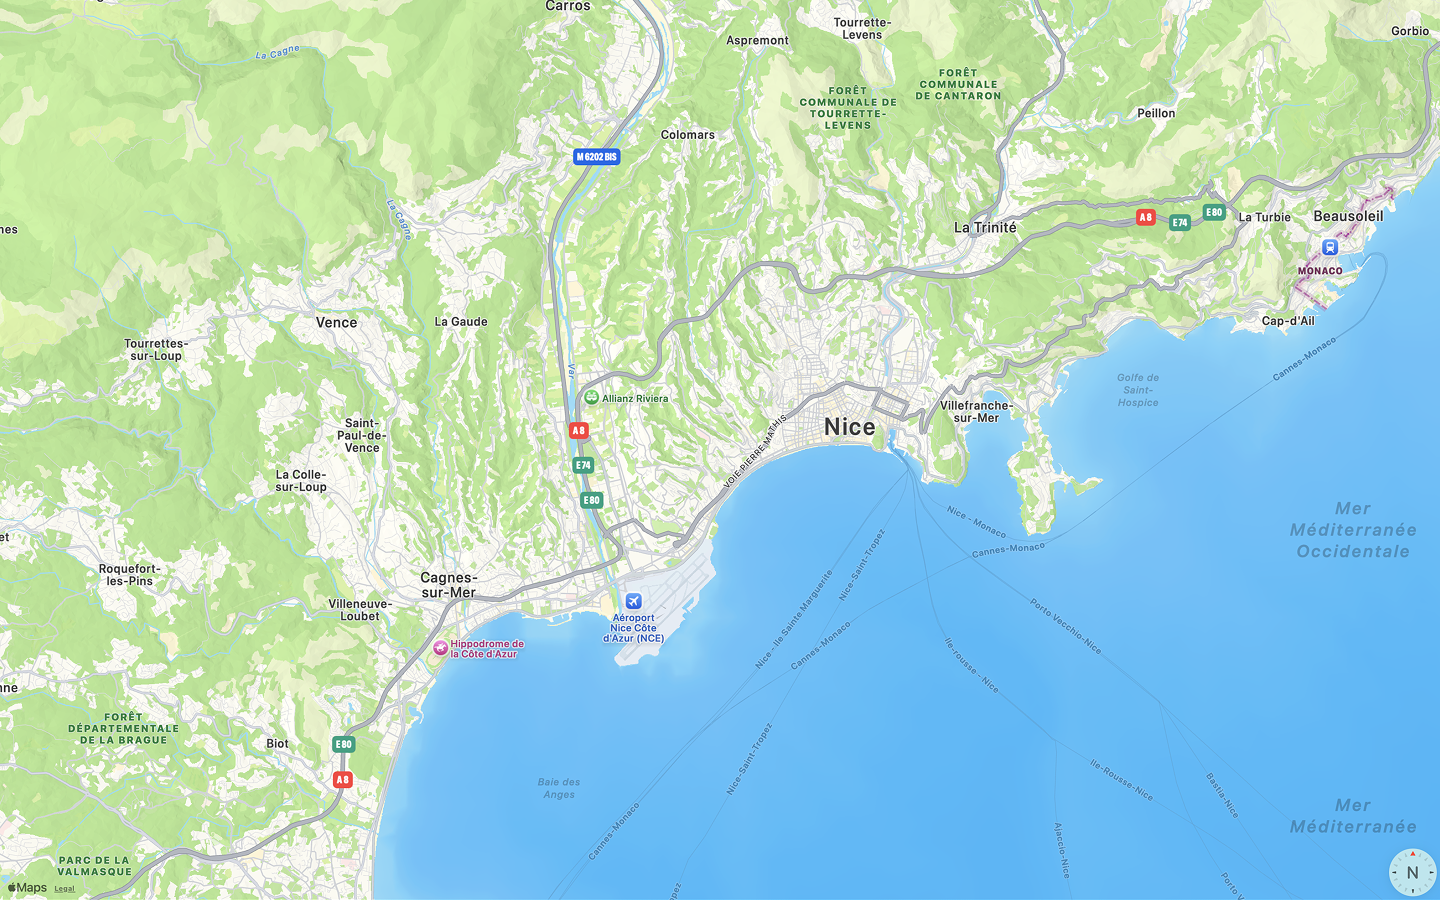 Carros
Tourrette-
Levens
Aspremont
Gorbio
La Cagne
FORÊT
COMMUNALE
DE CANTARON
FORÊT
COMMUNALE DE
TOURRETTE-
LEVENS
Peillon
Colomars
M 6202 BIS
La Cagne
nes
La Trinité
A8
E74
E80
La Turbie
Beausoleil
MONACO
Cap-d'Ail
Cannes-Monaco
Vence
La Gaude
Tourrettes-
sur-Loup
Var
Allianz Riviera
Golfe de
Saint-
Hospice
Villefranche-
sur-Mer
Nice
VOIE PIERRE MATHIS
A8
Saint-
Paul-de-
Vence
E74
La Colle-
sur-Loup
E80
Mer
Méditerranée
Occidentale
Nice - Monaco
Cannes-Monaco
et
Roquefort-
les-Pins
Cagnes-
sur-Mer
Villeneuve-
Loubet
Aéroport
Nice Côte
d'Azur (NCE)
Hippodrome de
la Côte d'Azur
Nice - Ile Sainte Marguerite
Nice-Saint-Tropez
Cannes-Monaco
Porto Vecchio-Nice
Ile-rousse - Nice
nne
FORÊT
DÉPARTEMENTALE
DE LA BRAGUE
Biot
E80
A8
Baie des
Anges
Nice-Saint-Tropez
Cannes-Monaco
Ile-Rousse-Nice
Bastia-Nice
Ajaccio-Nice
Mer
Méditerranée
PARC DE LA
VALMASQUE
Maps
Legal
pez
Porto V
N